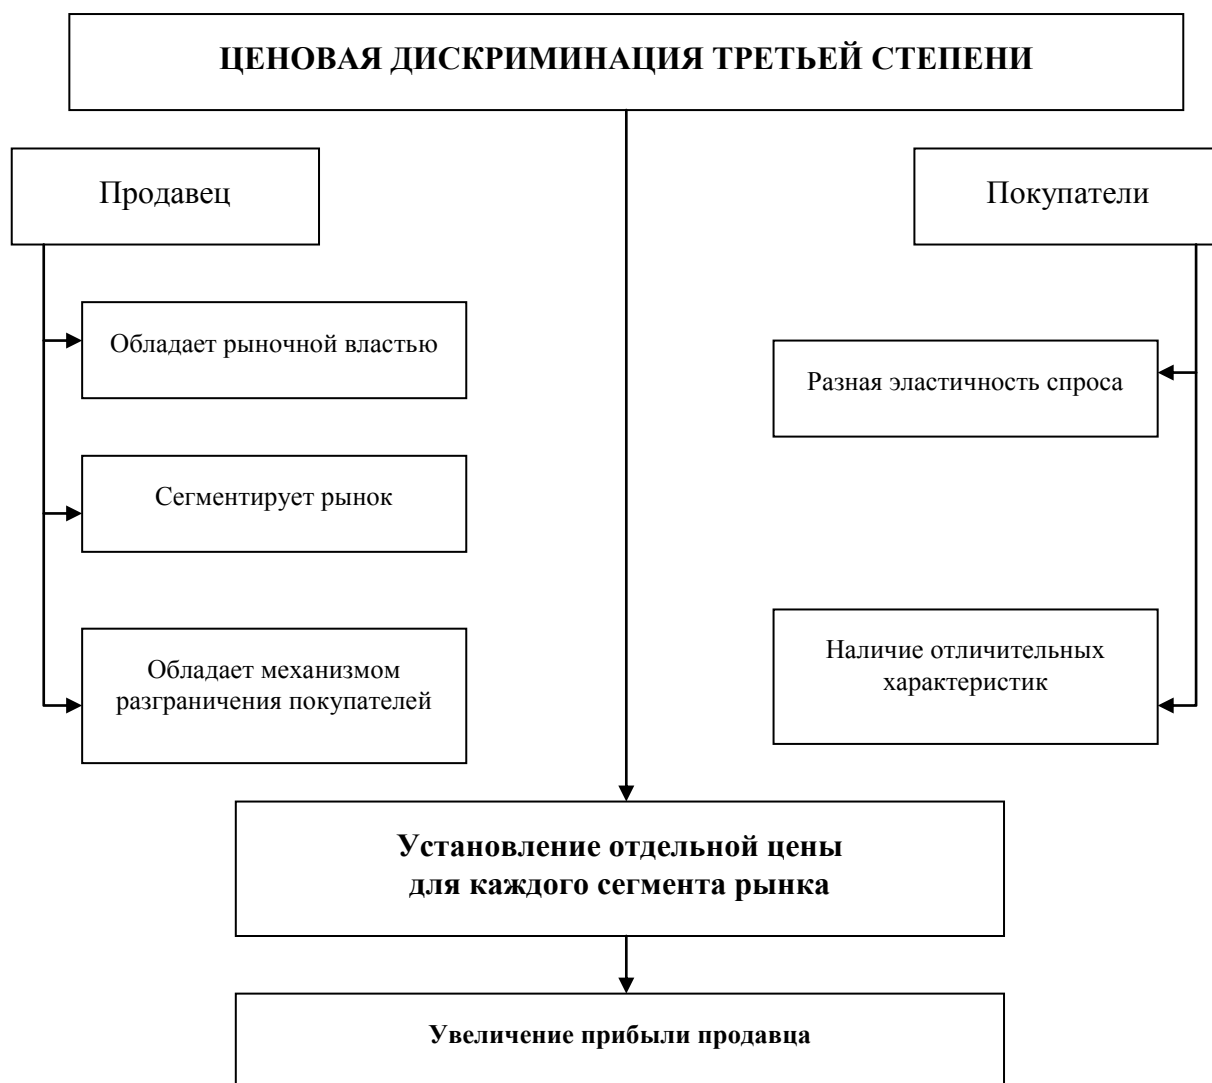 ЦЕНОВАЯ ДИСКРИМИНАЦИЯ ТРЕТЬЕЙ СТЕПЕНИ
Продавец
Покупатели
Обладает рыночной властью
Разная эластичность спроса
Сегментирует рынок
Наличие отличительных
характеристик
Обладает механизмом
разграничения покупателей
Установление отдельной цены
для каждого сегмента рынка
Увеличение прибыли продавца